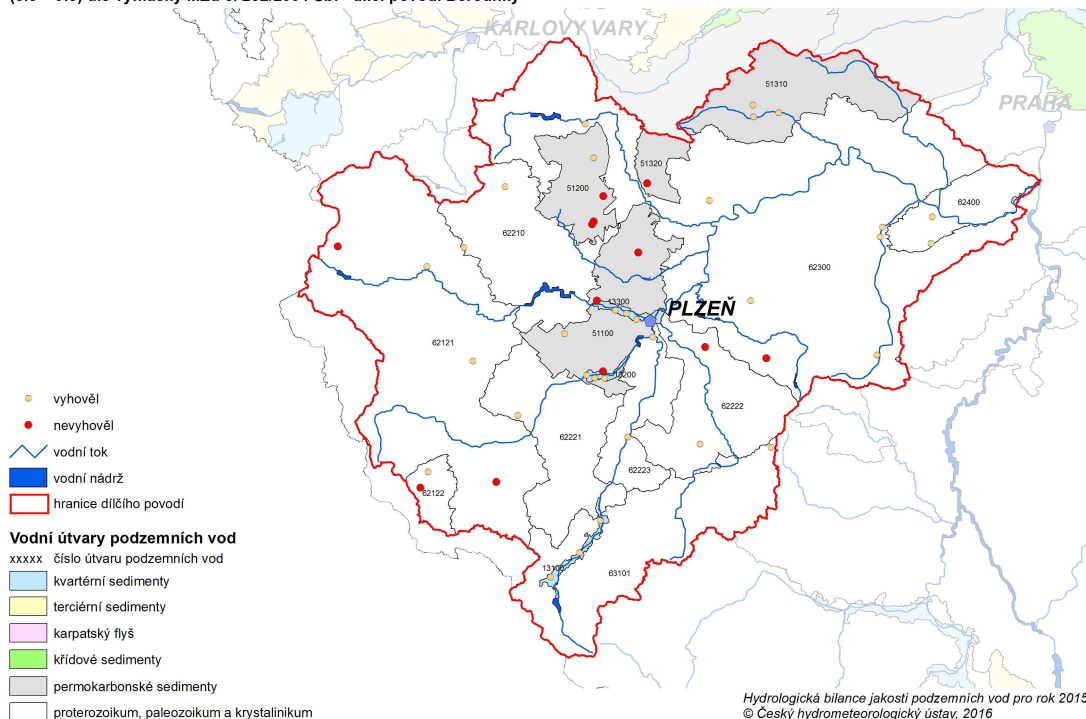 KARLOVY VARY
PRAHA
51310
51320
51200
62400
62210
62300
13300
PLZEŇ
51100
62121
13200
62222
62221
62223
62122
13100
63101
vyhověl
nevyhověl
vodní tok
vodní nádrž
hranice dílčího povodí
Vodní útvary podzemních vod
xxxxx číslo útvaru podzemních vod
kvartérní sedimenty
terciérní sedimenty
karpatský flyš
křídové sedimenty
permokarbonské sedimenty
proterozoikum, paleozoikum a krystalinikum
Hydrologická bilance jakosti podzemních vod pro rok 2015
© Český hydrometeorologický ústav, 2016